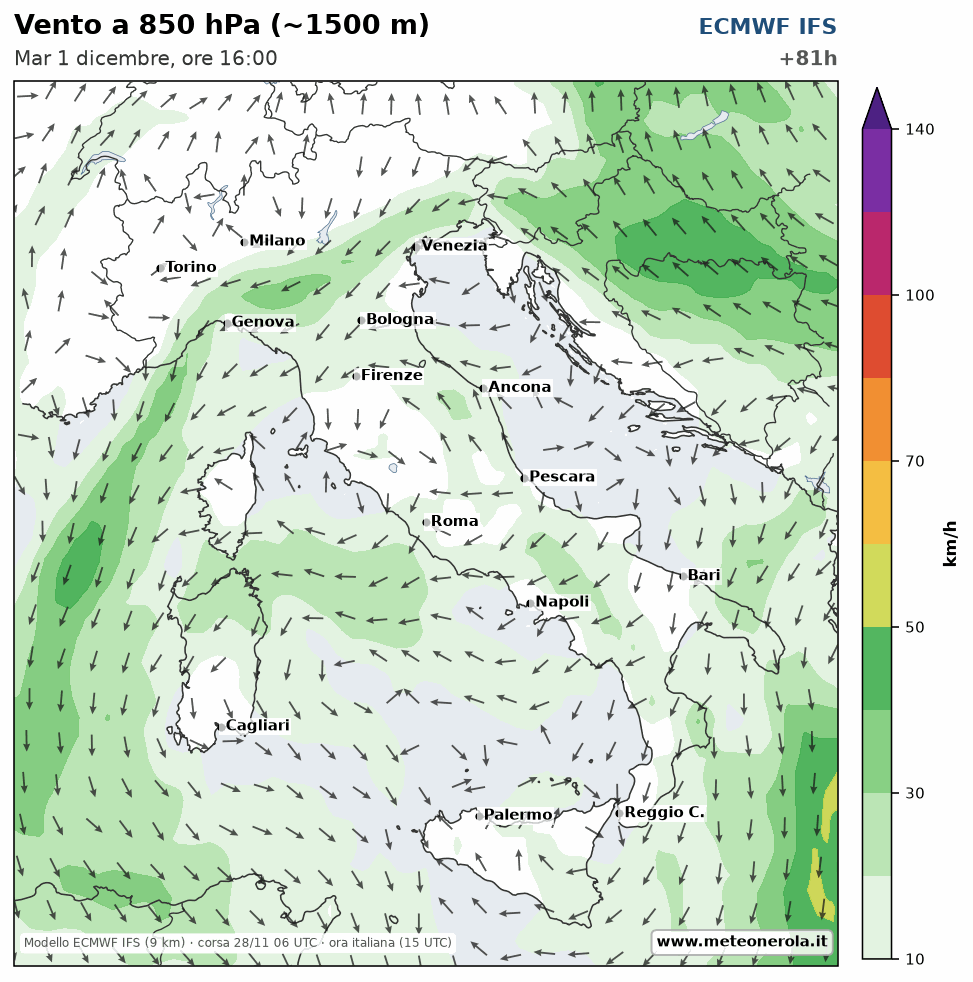 Vento a 850 hPa (~1500 m)
ECMWF IFS
Mar 1 dicembre, ore 16:00
+81h
Milano
Venezia
Torino
Genova
Bologna
Firenze
Ancona
Pescara
Roma
Bari
Napoli
Cagliari
Palermo
Reggio C.
Modello ECMWF IFS (9 km) · corsa 28/11 06 UTC · ora italiana (15 UTC)
www.meteonerola.it
140
100
70
50
30
10
km/h